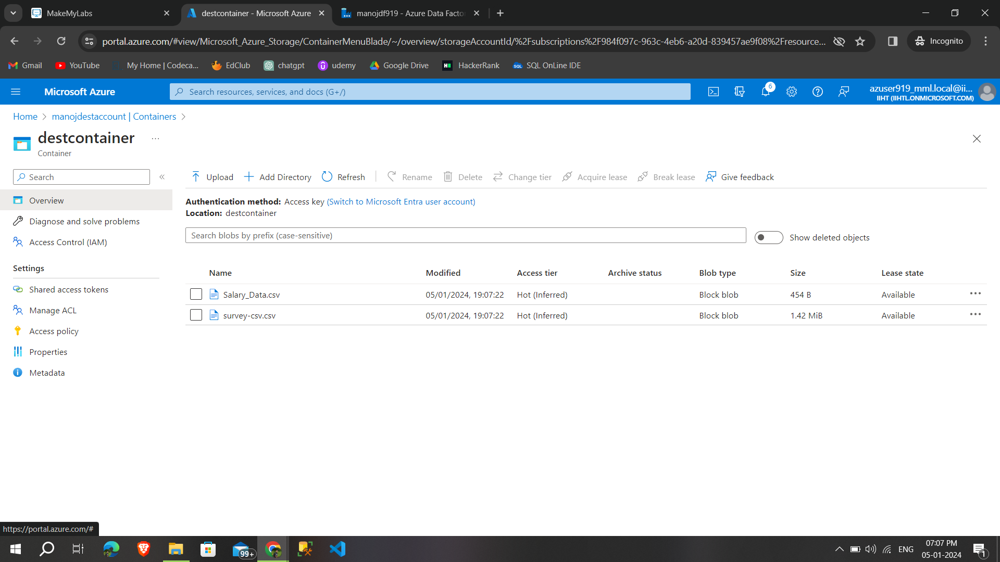 MakeMyLabs
destcontainer - Microsoft Azure
manojdf919 - Azure Data Facto
portal.azure.com/#view/Microsoft_Azure_Storage/ContainerMenuBlade/~/overview/storageAccountId/%2Fsubscriptions%2F984f097c-963c-4eb6-a20d-839457ae9f08%2Fresource...
Incognito
Gmail
YouTube
My Home | Codeca...
EdClub
chatgpt
udemy
Google Drive
HackerRank
SQL OnLine IDE
Microsoft Azure
Search resources, services, and docs (G+/)
6
azuser919_mml.local@ii...
IIHT (IIHTL.ONMICROSOFT.COM)
Home > manojdestaccount | Containers >
destcontainer ...
Container
Search
«
Upload
Add Directory
Refresh
Rename
Delete
Change tier
Acquire lease
Break lease
Give feedback
Overview
Diagnose and solve problems
Access Control (IAM)
Settings
Shared access tokens
Manage ACL
Access policy
Properties
Metadata
Authentication method: Access key (Switch to Microsoft Entra user account)
Location: destcontainer
Search blobs by prefix (case-sensitive)
Show deleted objects
Name Modified Access tier Archive status Blob type Size Lease state
Salary_Data.csv 05/01/2024, 19:07:22 Hot (Inferred) Block blob 454 B Available ...
survey-csv.csv 05/01/2024, 19:07:22 Hot (Inferred) Block blob 1.42 MiB Available ...
https://portal.azure.com/#
99+
ENG
07:07 PM
05-01-2024
1